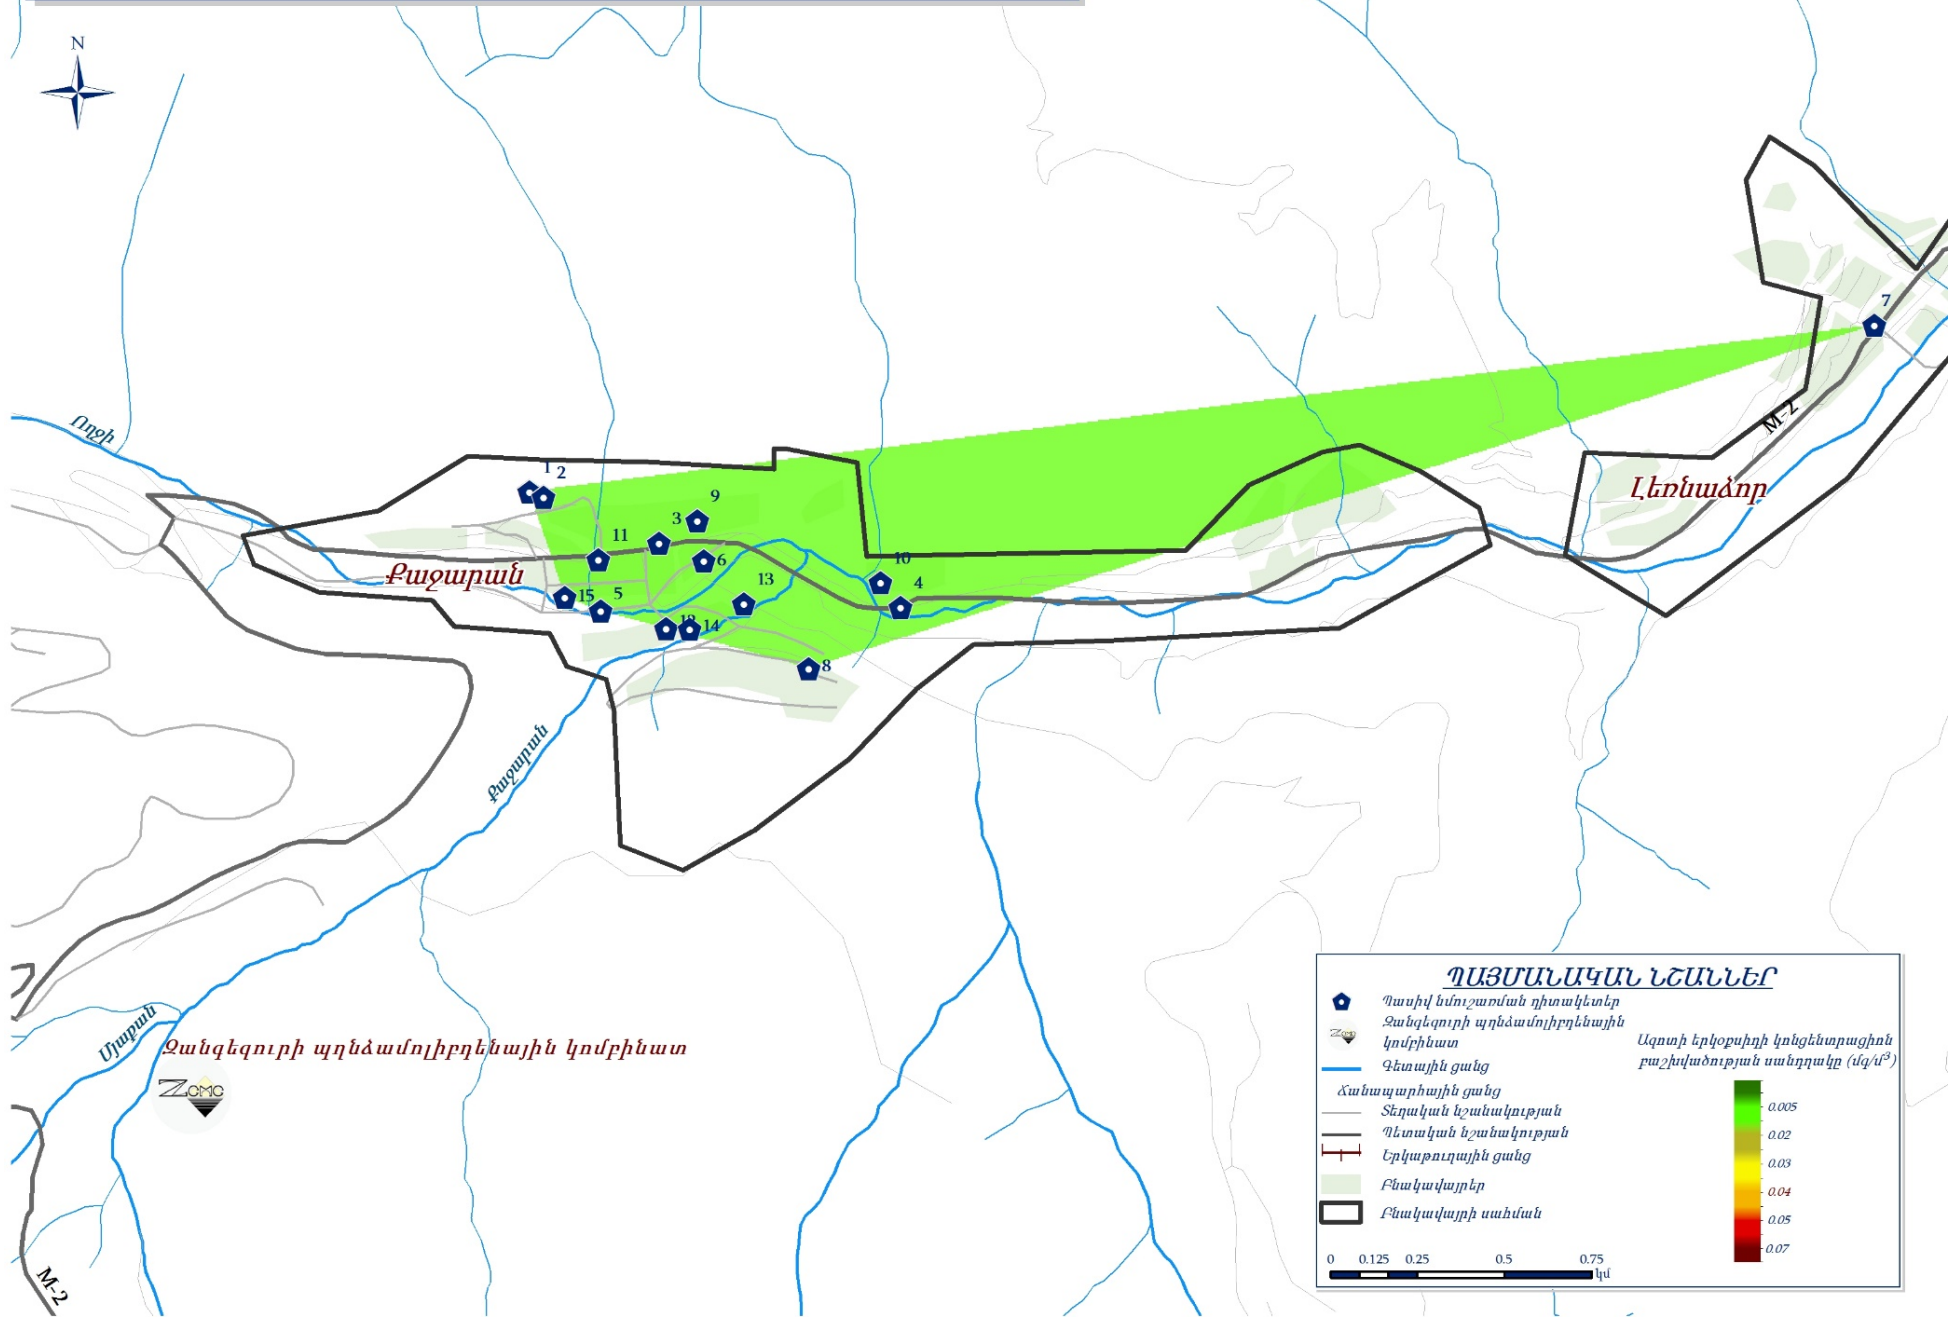 N
7
Ողջի
M-2
1 2
9
3
11
Լեռնաձոր
6
10
Քաջարան
13
4
15
5
12
14
8
Քաջարան
ՊԱՅՄԱՆԱԿԱՆ ՆՇԱՆՆԵՐ
Պասիվ նմուշառման դիտակետեր
Զանգեզուրի պղնձամոլիբդենային
կոմբինատ
Գետային ցանց
Ճանապարհային ցանց
Տեղական նշանակության
Պետական նշանակության
Երկաթուղային ցանց
Բնակավայրեր
Բնակավայրի սահման
Ազոտի երկօքսիդի կոնցենտրացիոն
բաշխվածության սանդղակը (մգ/մ³)
0.005
0.02
0.03
0.04
0.05
0.07
0 0.125 0.25 0.5 0.75
կմ
Զանգեզուրի պղնձամոլիբդենային կոմբինատ
ZCMC
M-2